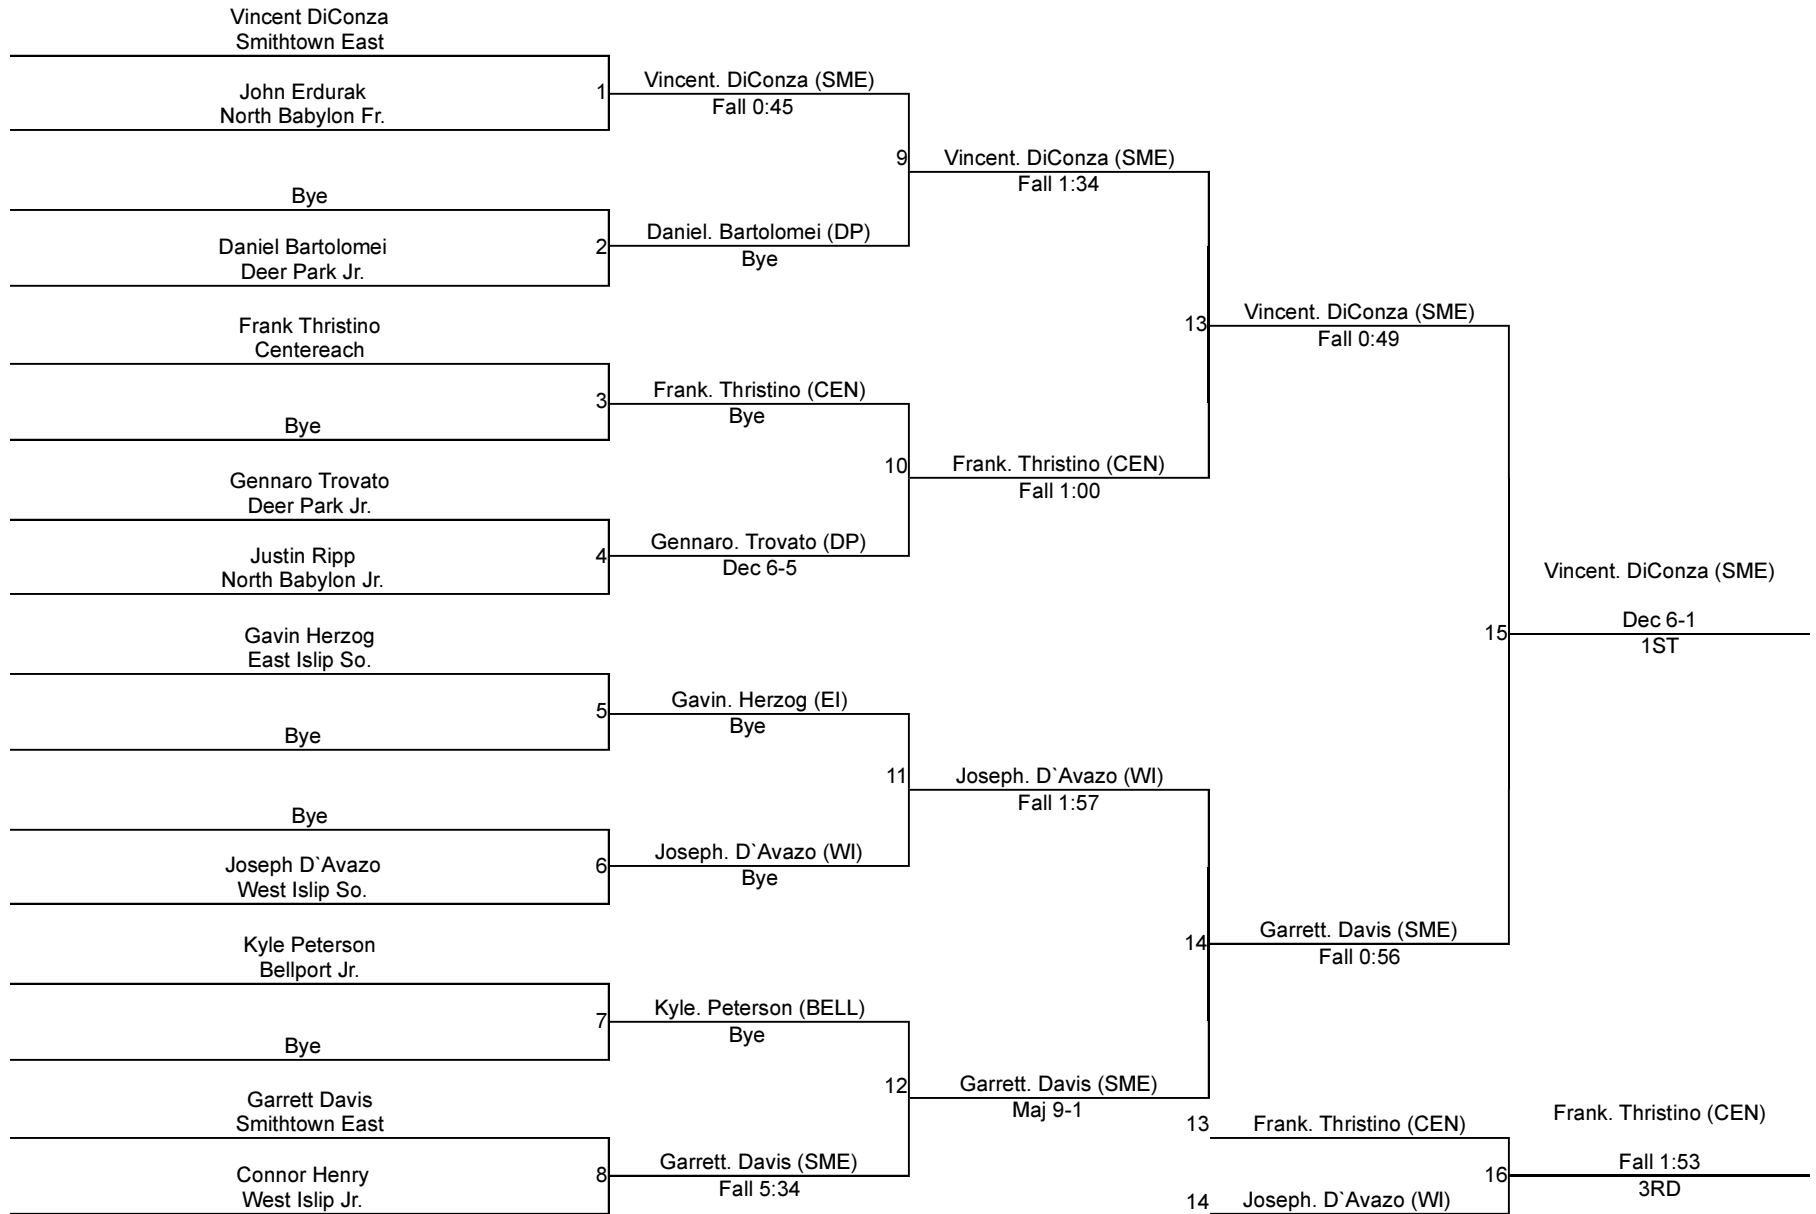 Vincent DiConza
Smithtown East
John Erdurak
North Babylon Fr.
1
Bye
Daniel Bartolomei
Deer Park Jr.
2
Frank Thristino
Centereach
Bye
3
Gennaro Trovato
Deer Park Jr.
Justin Ripp
North Babylon Jr.
4
Gavin Herzog
East Islip So.
Bye
5
Bye
Joseph D`Avazo
West Islip So.
6
Kyle Peterson
Bellport Jr.
Bye
7
Garrett Davis
Smithtown East
Connor Henry
West Islip Jr.
8
Vincent. DiConza (SME)
Fall 0:45
9
Daniel. Bartolomei (DP)
Bye
Frank. Thristino (CEN)
Bye
10
Gennaro. Trovato (DP)
Dec 6-5
Gavin. Herzog (EI)
Bye
11
Joseph. D`Avazo (WI)
Bye
Kyle. Peterson (BELL)
Bye
12
Garrett. Davis (SME)
Fall 5:34
Vincent. DiConza (SME)
Fall 1:34
13
Frank. Thristino (CEN)
Fall 1:00
Joseph. D`Avazo (WI)
Fall 1:57
14
Garrett. Davis (SME)
Maj 9-1
Vincent. DiConza (SME)
Fall 0:49
15
Garrett. Davis (SME)
Fall 0:56
Vincent. DiConza (SME)
Dec 6-1
1ST
13 Frank. Thristino (CEN)
16
14 Joseph. D`Avazo (WI)
Frank. Thristino (CEN)
Fall 1:53
3RD